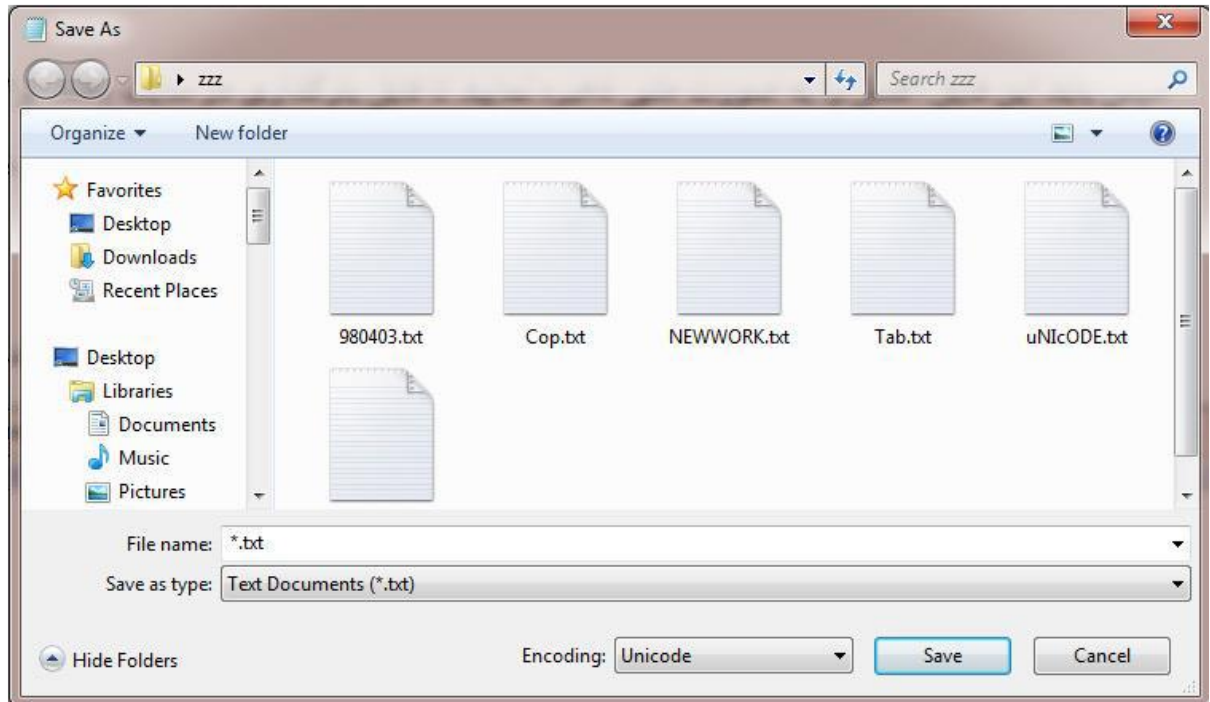 Save As
zzz
Search zzz
Organize
New folder
Favorites
Desktop
Downloads
Recent Places
Desktop
Libraries
Documents
Music
Pictures
980403.txt
Cop.txt
NEWWORK.txt
Tab.txt
uNIcODE.txt
File name: *.txt
Save as type: Text Documents (*.txt)
Hide Folders
Encoding: Unicode
Save
Cancel